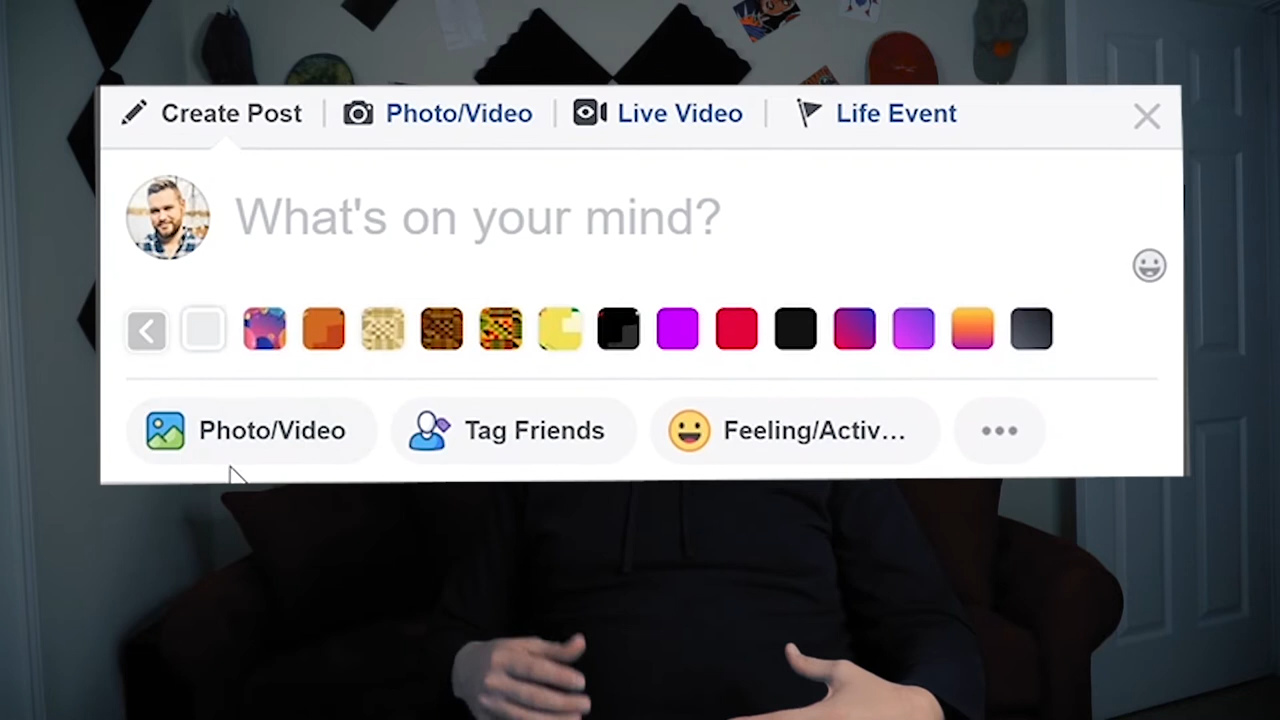 Create Post | Photo/Video | Live Video | Life Event
What's on your mind?
Photo/Video Tag Friends Feeling/Activ...